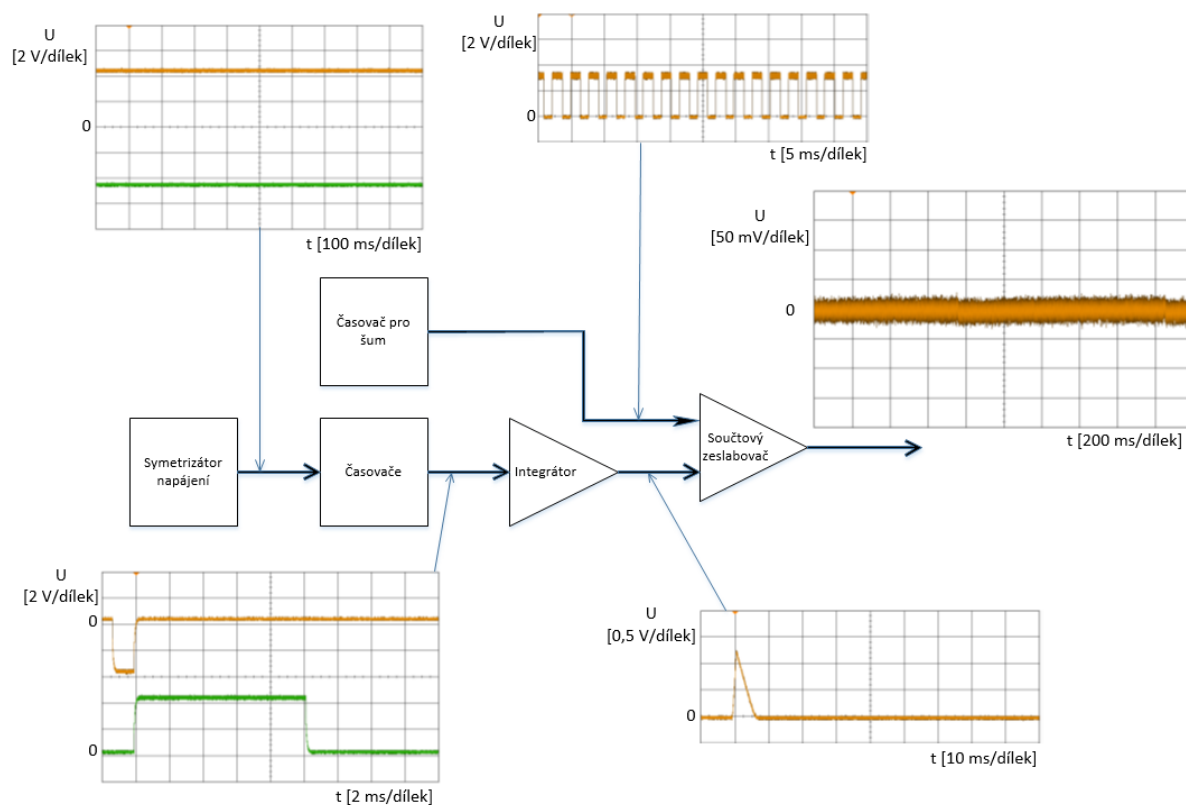 U
[2 V/dílek]
0
t [100 ms/dílek]
U
[2 V/dílek]
0
t [5 ms/dílek]
U
[50 mV/dílek]
0
t [200 ms/dílek]
Časovač pro
šum
Symetrizátor
napájení
Časovače
Integrátor
Součtový
zeslabovač
U
[2 V/dílek]
0
0
t [2 ms/dílek]
U
[0,5 V/dílek]
0
t [10 ms/dílek]